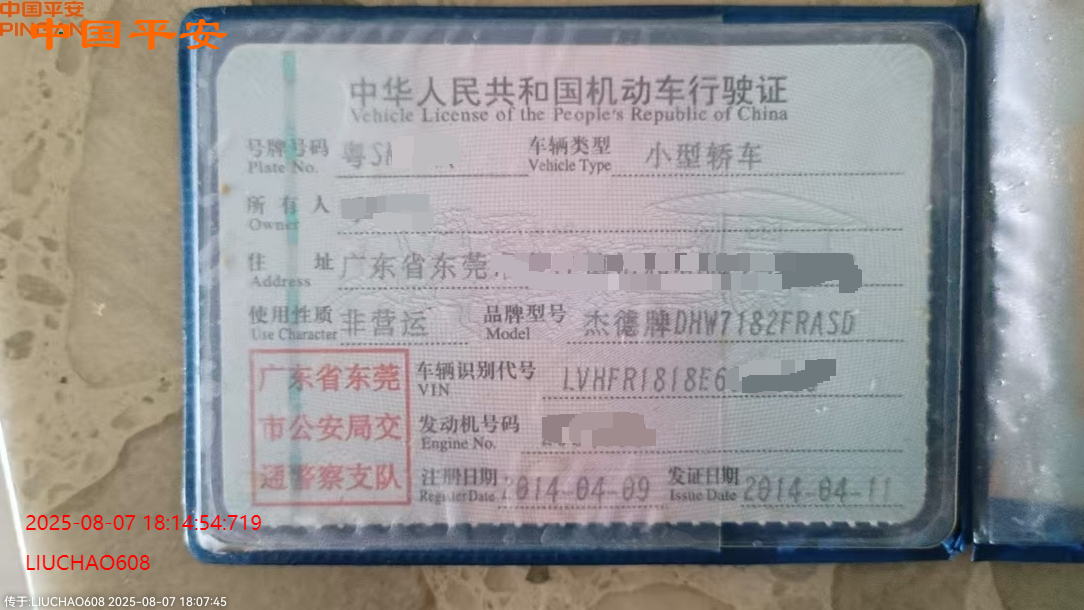 中国平安
PINGAN
中国平安
中华人民共和国机动车行驶证
Vehicle License of the People's Republic of China
号牌号码 粤S 车辆类型 小型轿车
Plate No. Vehicle Type
所有人
Owner
住址 广东省东莞
Address
使用性质 非营运 品牌型号 杰德牌DHW7182FRASD
Use Character Model
广东省东莞 车辆识别代号 LVHFR1818E6
VIN
市公安局交 发动机号码
Engine No.
通警察支队 注册日期 014-04-09 发证日期 2014-04-11
Register Date Issue Date
2025-08-07 18:14:54:719
LIUCHAO608
传于:LIUCHAO608 2025-08-07 18:07:45